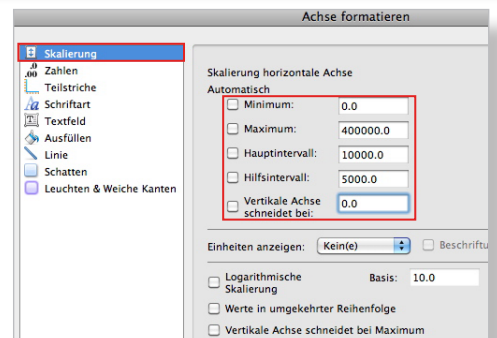 Achse formatieren
Skalierung
Zahlen
Teilstriche
Schriftart
Textfeld
Ausfüllen
Linie
Schatten
Leuchten & Weiche Kanten
Skalierung horizontale Achse
Automatisch
Minimum: 0.0
Maximum: 400000.0
Hauptintervall: 10000.0
Hilfsintervall: 5000.0
Vertikale Achse
schneidet bei: 0.0
Einheiten anzeigen: Kein(e) Beschriftu
Logarithmische
Skalierung Basis: 10.0
Werte in umgekehrter Reihenfolge
Vertikale Achse schneidet bei Maximum